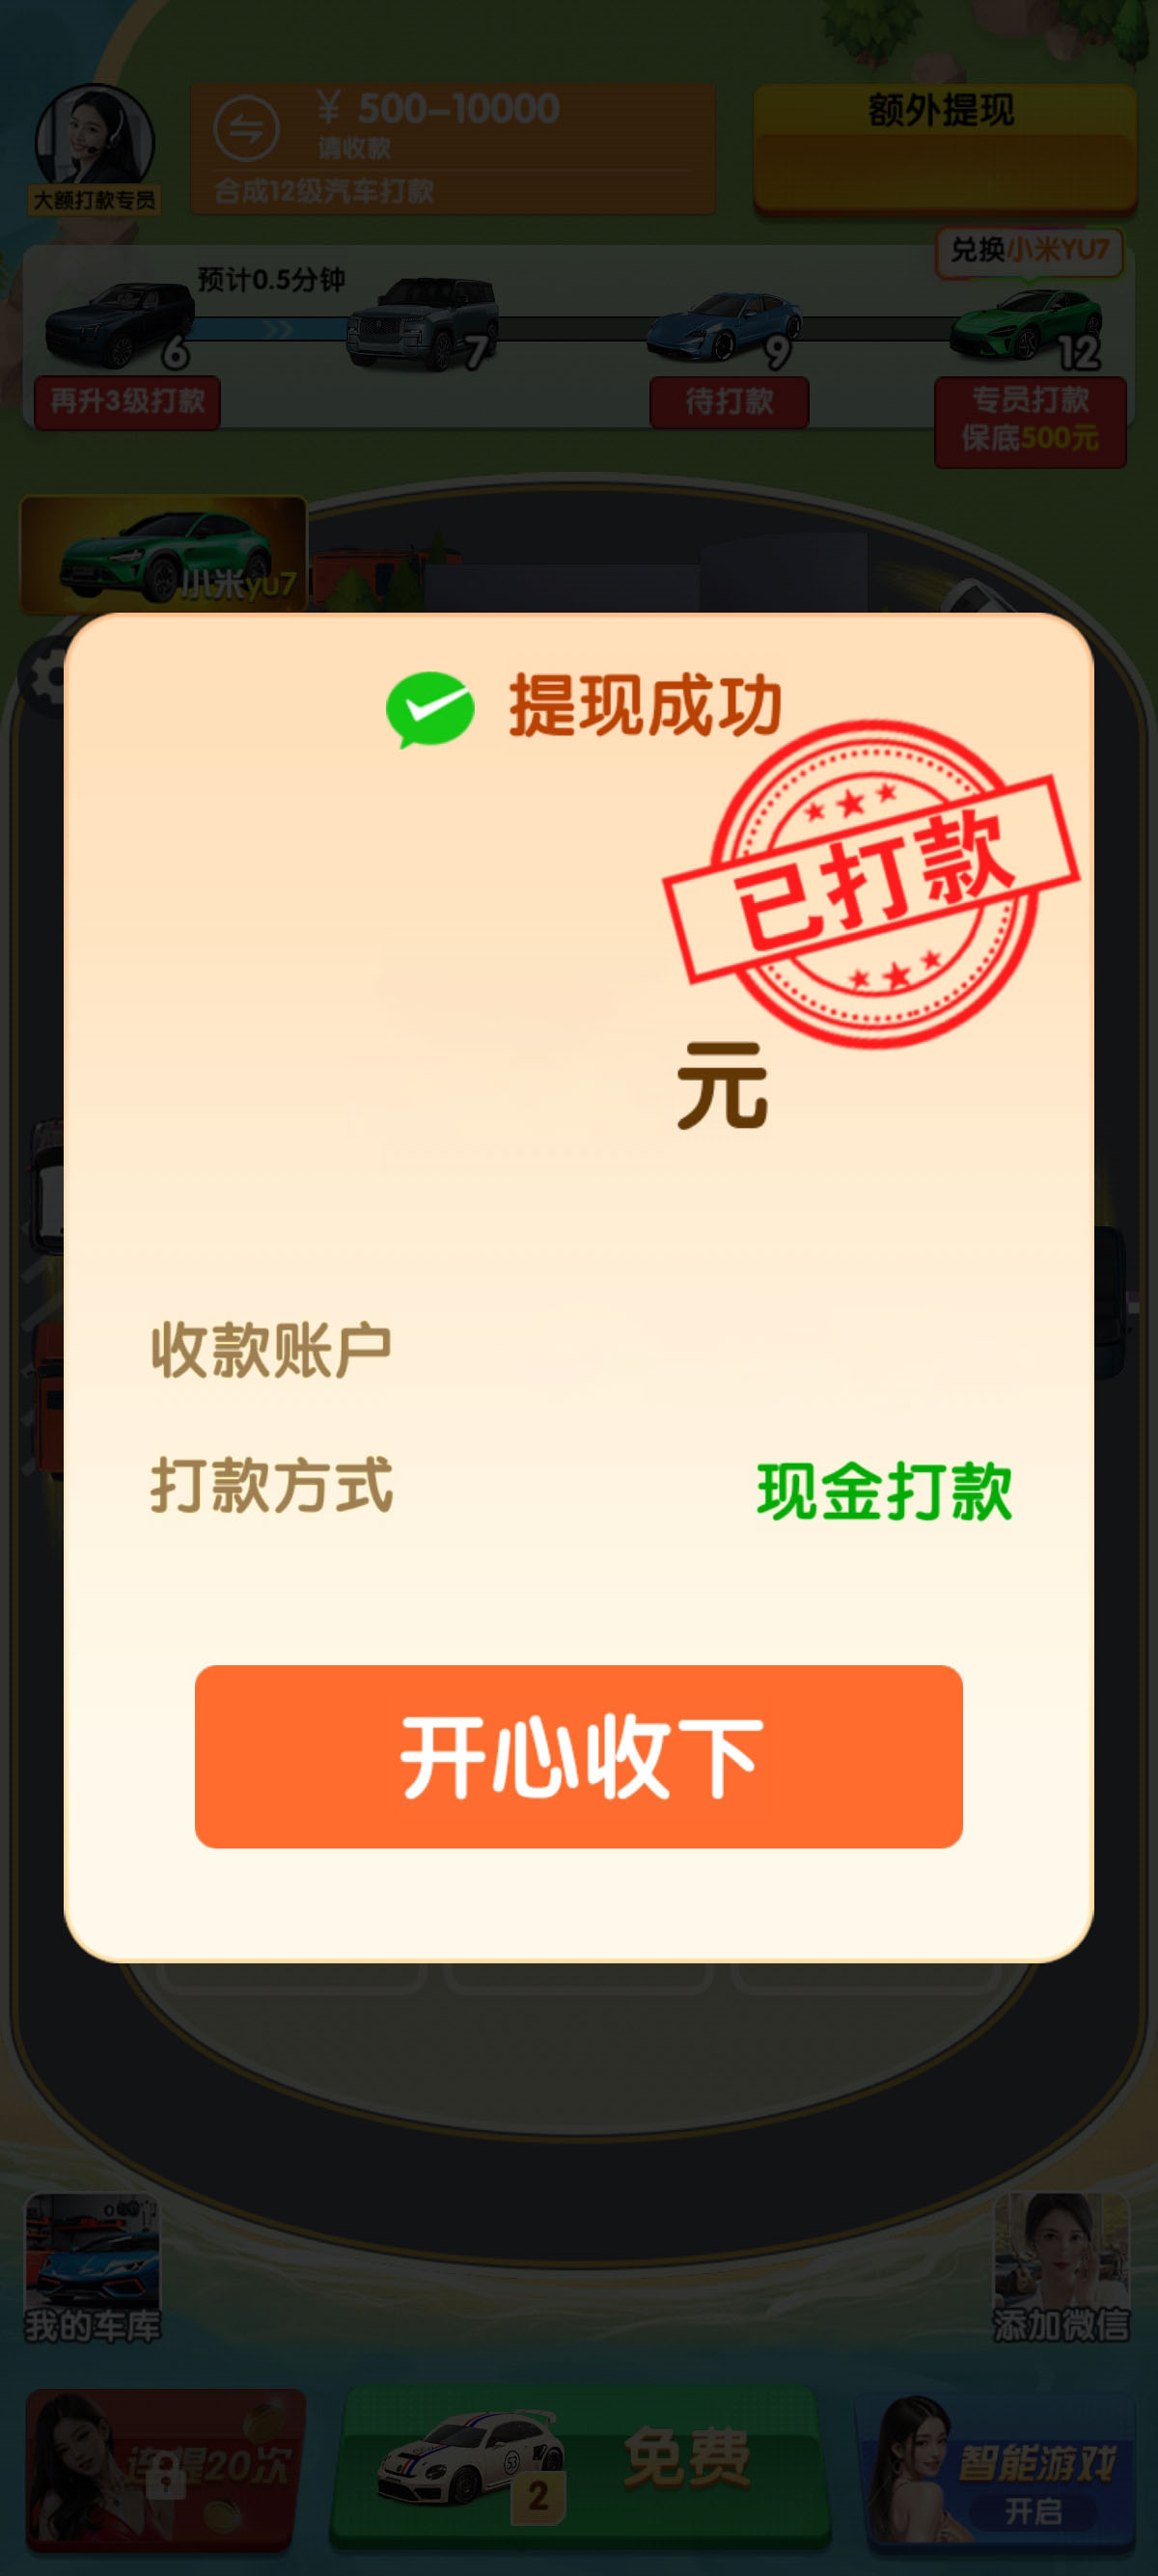 ¥ 500-10000
请收款
合成12级汽车打款
大额打款专员
额外提现
兑换小米YU7
预计0.5分钟
6
7
9
12
再升3级打款
待打款
专员打款
保底500元
小米yu7
提现成功
已打款
元
收款账户
打款方式
现金打款
开心收下
我的车库
添加微信
连提20次
53
2
免费
智能游戏
开启